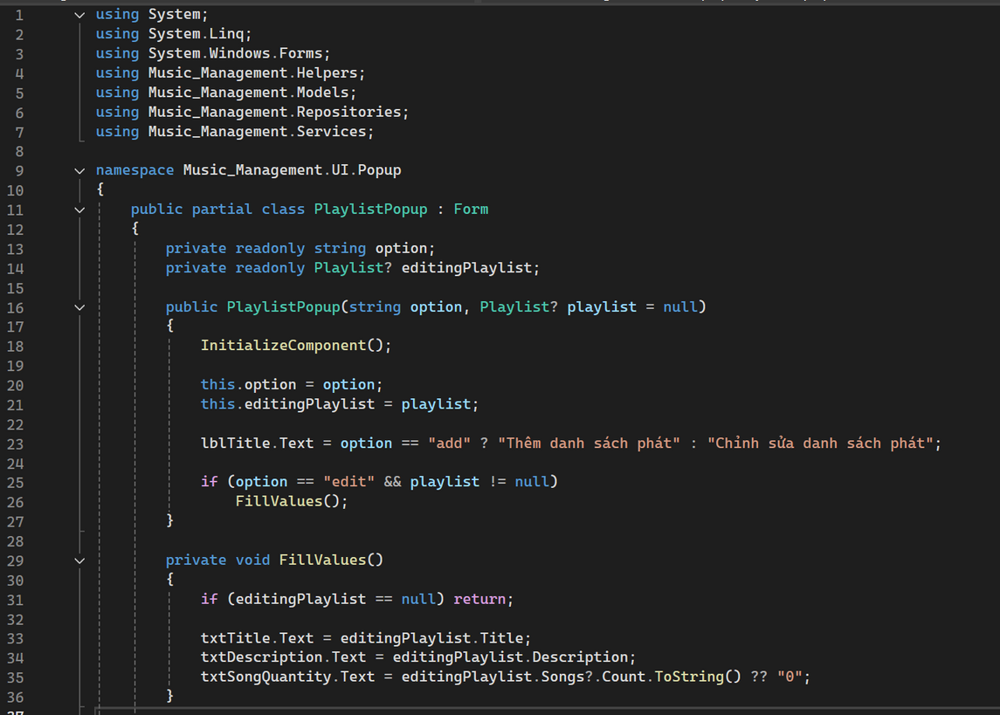 1 using System;
2 using System.Linq;
3 using System.Windows.Forms;
4 using Music_Management.Helpers;
5 using Music_Management.Models;
6 using Music_Management.Repositories;
7 using Music_Management.Services;
8
9 namespace Music_Management.UI.Popup
10 {
11 public partial class PlaylistPopup : Form
12 {
13 private readonly string option;
14 private readonly Playlist? editingPlaylist;
15
16 public PlaylistPopup(string option, Playlist? playlist = null)
17 {
18 InitializeComponent();
19
20 this.option = option;
21 this.editingPlaylist = playlist;
22
23 lblTitle.Text = option == "add" ? "Thêm danh sách phát" : "Chỉnh sửa danh sách phát";
24
25 if (option == "edit" && playlist != null)
26 FillValues();
27 }
28
29 private void FillValues()
30 {
31 if (editingPlaylist == null) return;
32
33 txtTitle.Text = editingPlaylist.Title;
34 txtDescription.Text = editingPlaylist.Description;
35 txtSongQuantity.Text = editingPlaylist.Songs?.Count.ToString() ?? "0";
36 }